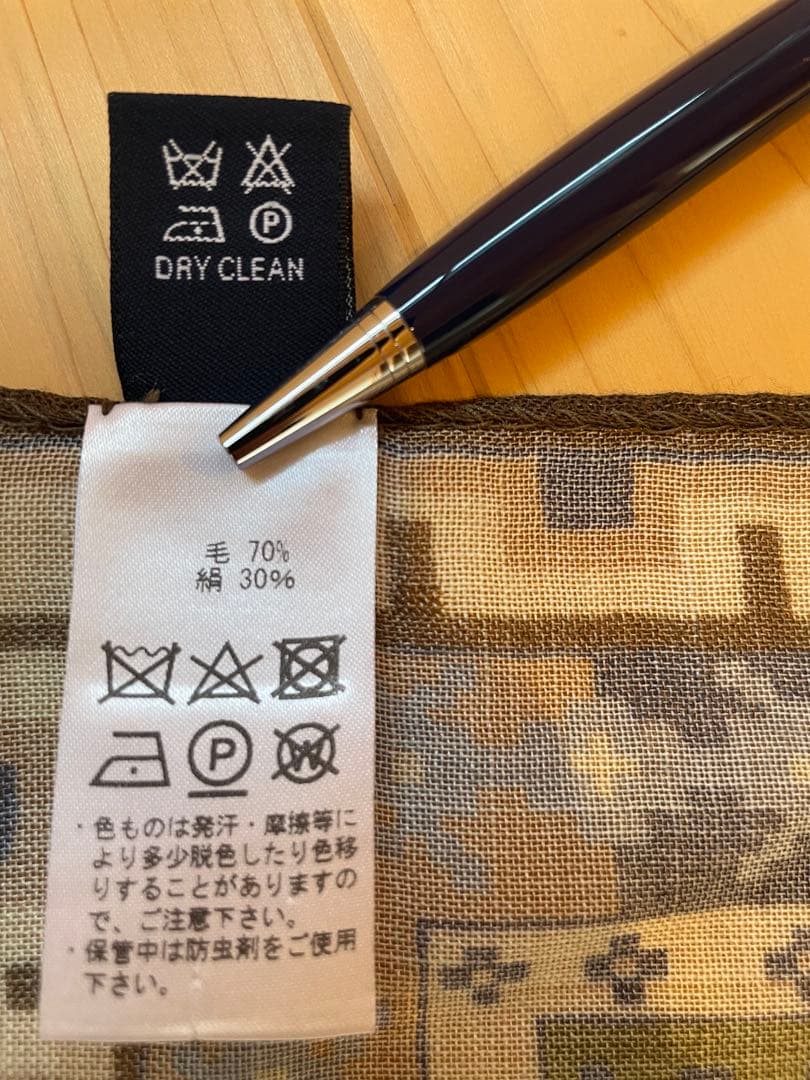 P
DRY CLEAN
毛 70%
絹 30%
P
W
・色ものは発汗・摩擦等に
より多少脱色したり色移
りすることがありますの
で、ご注意下さい。
・保管中は防虫剤をご使用
下さい。